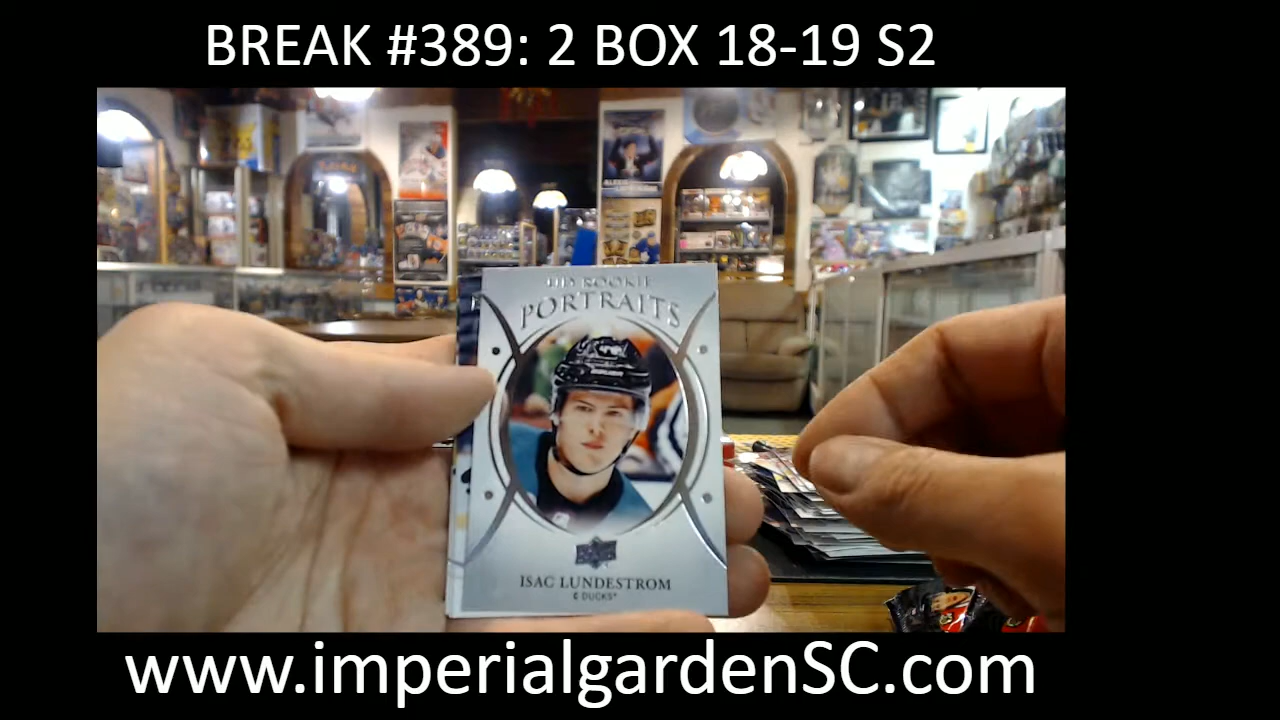 BREAK #389: 2 BOX 18-19 S2
UD ROOKIE
PORTRAITS
ISAC LUNDESTROM
C DUCKS
www.imperialgardenSC.com